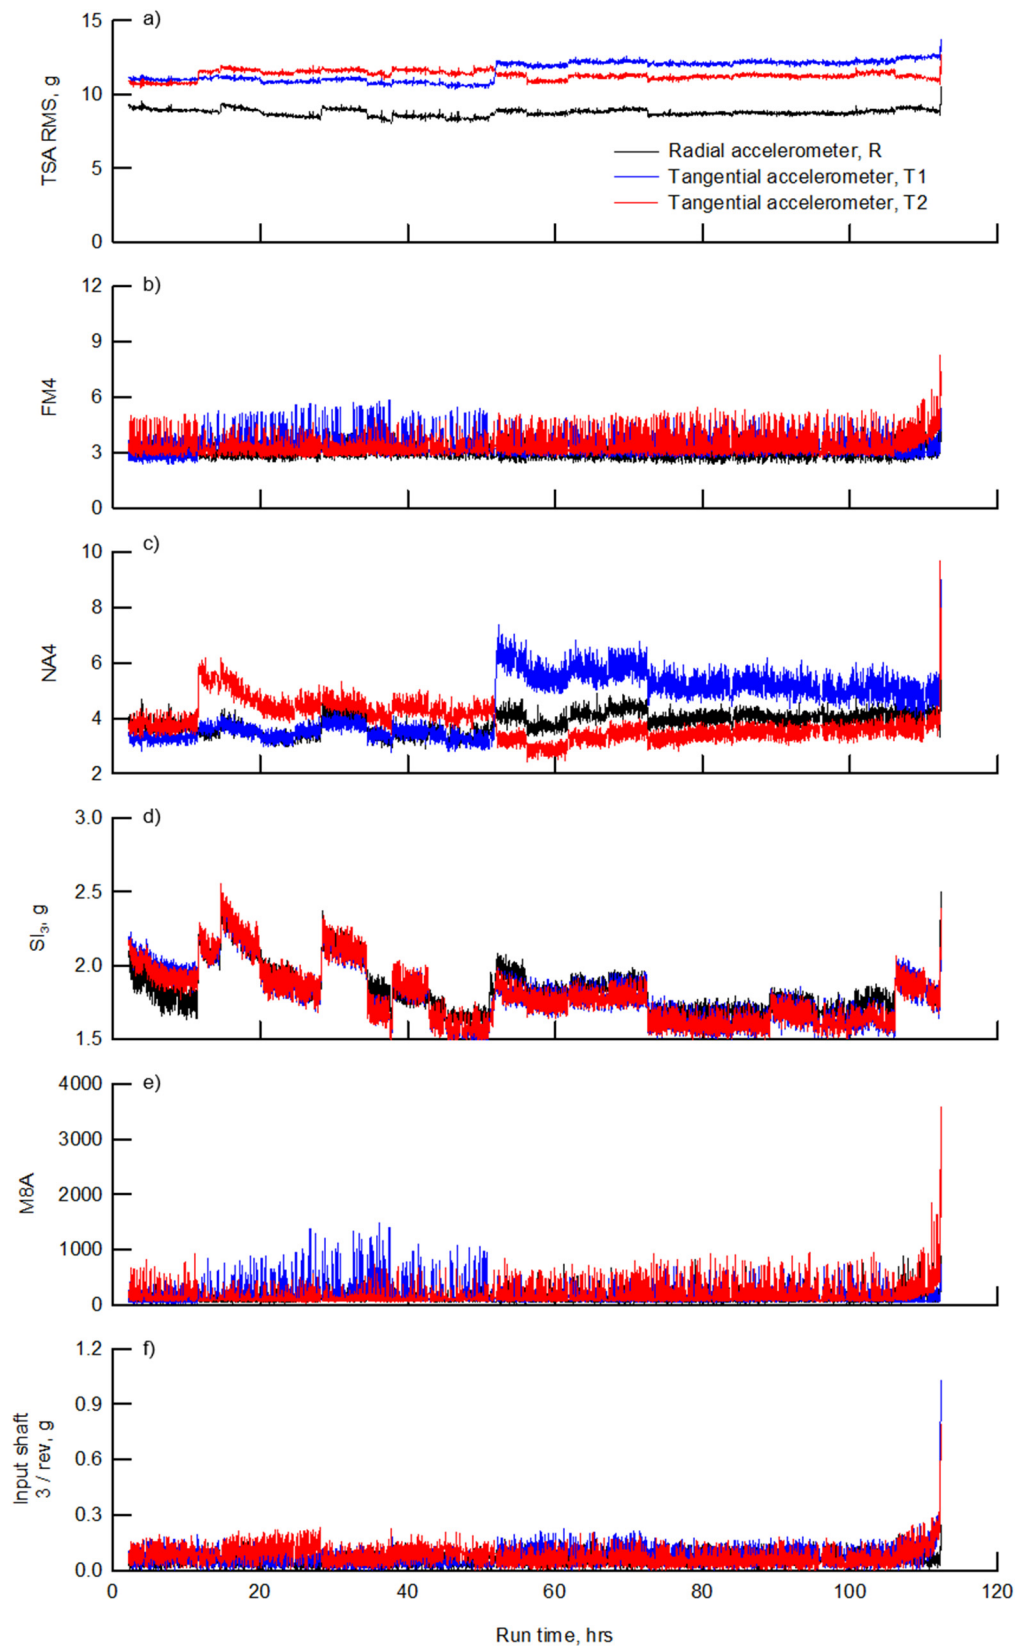 a)
15
10
5
0
TSA RMS, g
Radial accelerometer, R
Tangential accelerometer, T1
Tangential accelerometer, T2
b)
12
9
6
3
0
FM4
c)
10
8
6
4
2
NA4
d)
3.0
2.5
2.0
1.5
SI₃, g
e)
4000
3000
2000
1000
0
M8A
f)
1.2
0.9
0.6
0.3
0.0
Input shaft
3 / rev, g
0 20 40 60 80 100 120
Run time, hrs